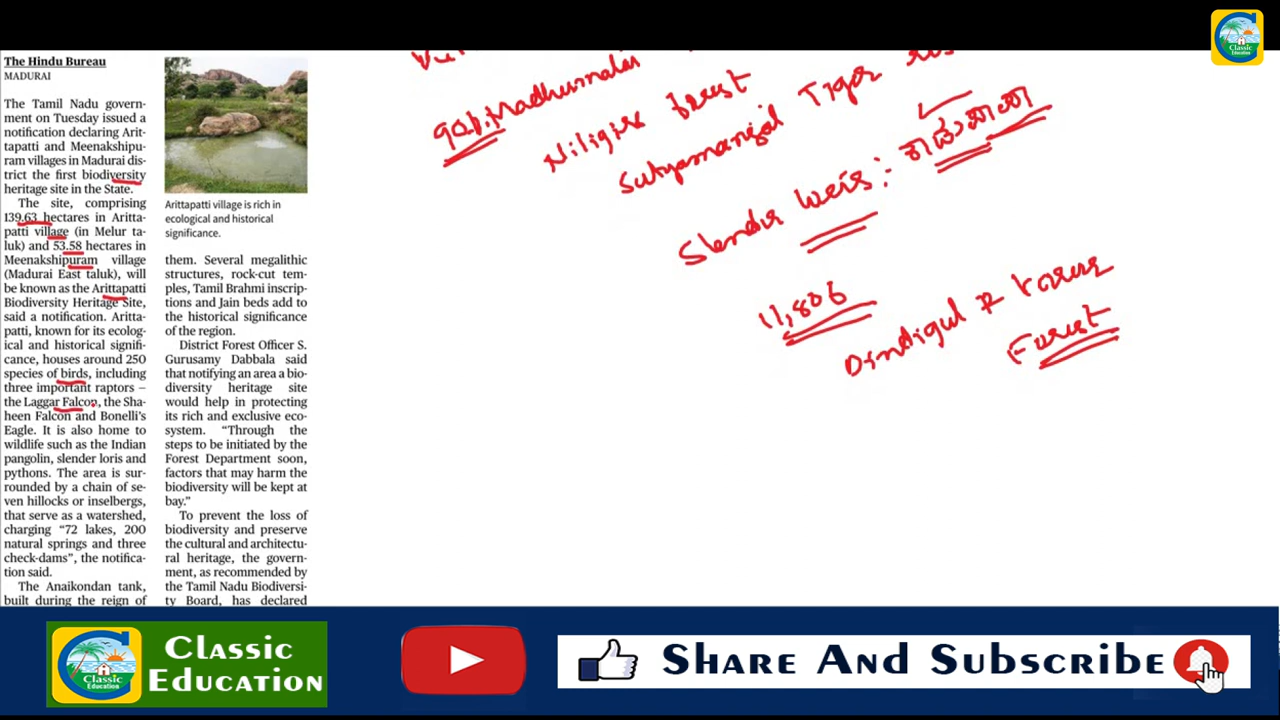 Classic
Education
The Hindu Bureau
MADURAI
The Tamil Nadu govern-
ment on Tuesday issued a
notification declaring Arit-
tapatti and Meenakshipu-
ram villages in Madurai dis-
trict the first biodiversity
heritage site in the State.
The site, comprising
139.63 hectares in Aritta-
patti village (in Melur ta-
luk) and 53.58 hectares in
Meenakshipuram village
(Madurai East taluk), will
be known as the Arittapatti
Biodiversity Heritage Site,
said a notification. Aritta-
patti, known for its ecolog-
ical and historical signifi-
cance, houses around 250
species of birds, including
three important raptors –
the Laggar Falcon, the Sha-
heen Falcon and Bonelli's
Eagle. It is also home to
wildlife such as the Indian
pangolin, slender loris and
pythons. The area is sur-
rounded by a chain of se-
ven hillocks or inselbergs,
that serve as a watershed,
charging “72 lakes, 200
natural springs and three
check-dams”, the notifica-
tion said.
The Anaikondan tank,
built during the reign of
Arittapatti village is rich in
ecological and historical
significance.
them. Several megalithic
structures, rock-cut tem-
ples, Tamil Brahmi inscrip-
tions and Jain beds add to
the historical significance
of the region.
District Forest Officer S.
Gurusamy Dabbala said
that notifying an area a bio-
diversity heritage site
would help in protecting
its rich and exclusive eco-
system. “Through the
steps to be initiated by the
Forest Department soon,
factors that may harm the
biodiversity will be kept at
bay.”
To prevent the loss of
biodiversity and preserve
the cultural and architectu-
ral heritage, the govern-
ment, as recommended by
the Tamil Nadu Biodiversi-
ty Board, has declared
Madhumalai
Niligiri forest
Satyamangal Tiger
Slender
11,806
Dindigul &
Forest
Classic
Education
Share And Subscribe
Classic
Education